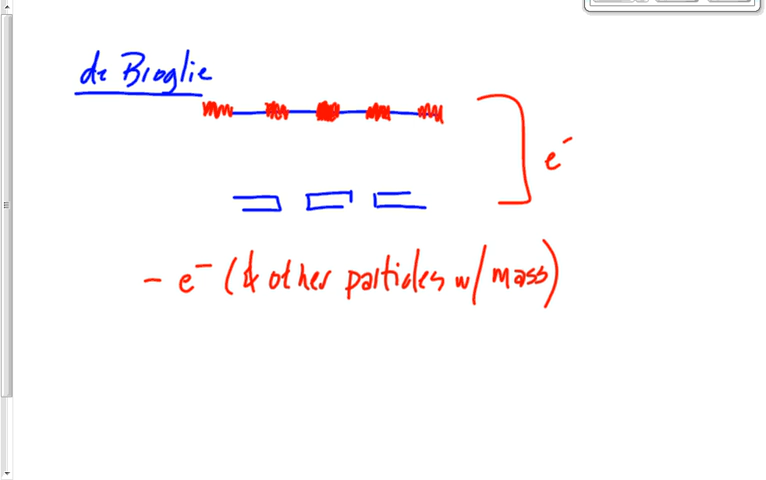 de Broglie
e⁻
- e⁻ (& other particles w/ mass)